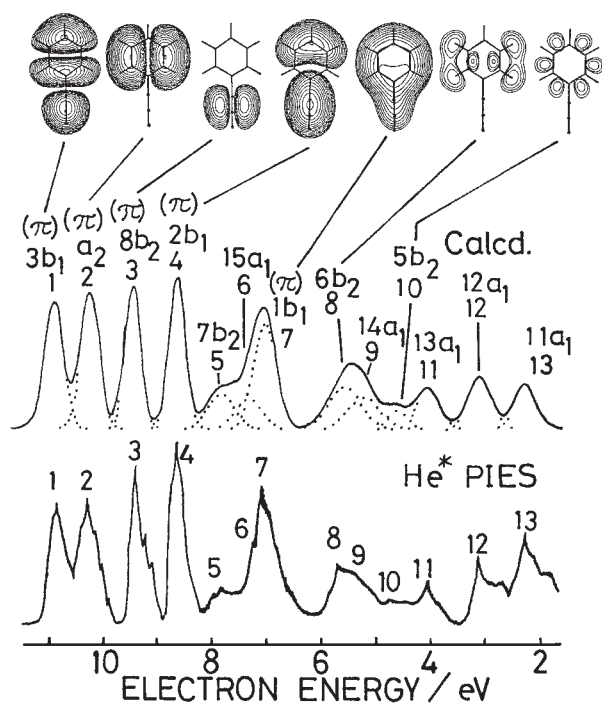 (π) (π) (π) (π)
3b₁ a₂ 8b₂ 2b₁ 15a₁ (π) 6b₂ 5b₂ Calcd.
1 2 3 4 6 1b₁ 8 10 12a₁
7b₂ 7 14a₁ 13a₁ 12 11a₁
5 9 11 13
He* PIES
1 2 3 4 5 6 7 8 9 10 11 12 13
10 8 6 4 2
ELECTRON ENERGY / eV